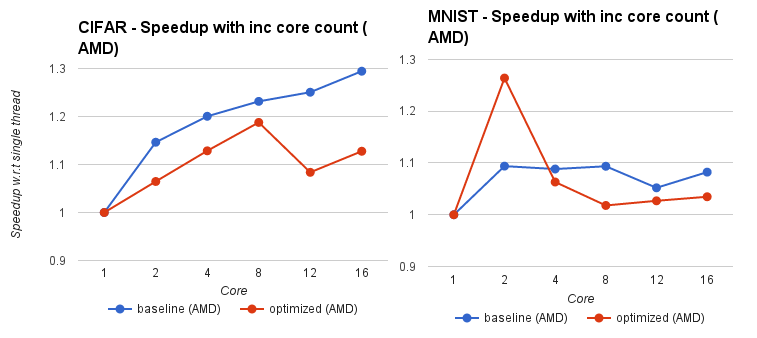 CIFAR - Speedup with inc core count (
AMD)
Speedup w.r.t single thread
1.3
1.2
1.1
1
0.9
1 2 4 8 12 16
Core
baseline (AMD) optimized (AMD)
MNIST - Speedup with inc core count (
AMD)
1.3
1.2
1.1
1
0.9
1 2 4 8 12 16
Core
baseline (AMD) optimized (AMD)